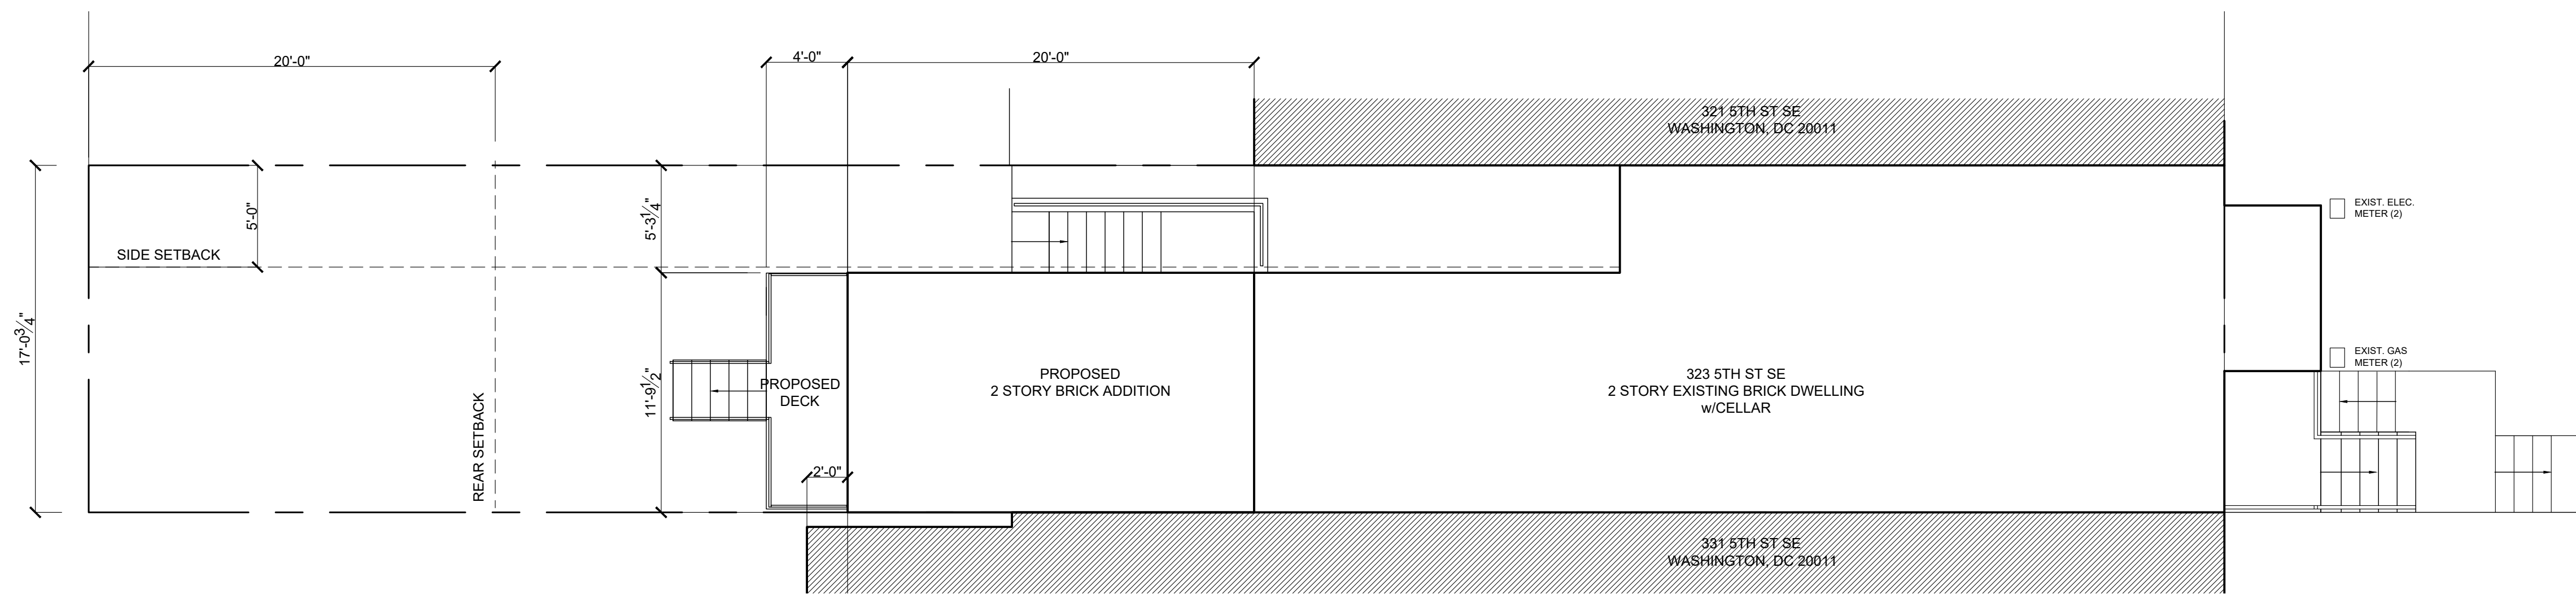 20'-0"
4'-0"
20'-0"
321 5TH ST SE
WASHINGTON, DC 20011
5'-0"
5'-3 1/4"
EXIST. ELEC.
METER (2)
SIDE SETBACK
17'-0 3/4"
EXIST. GAS
METER (2)
PROPOSED
DECK
PROPOSED
2 STORY BRICK ADDITION
323 5TH ST SE
2 STORY EXISTING BRICK DWELLING
w/CELLAR
11'-9 1/2"
REAR SETBACK
2'-0"
331 5TH ST SE
WASHINGTON, DC 20011